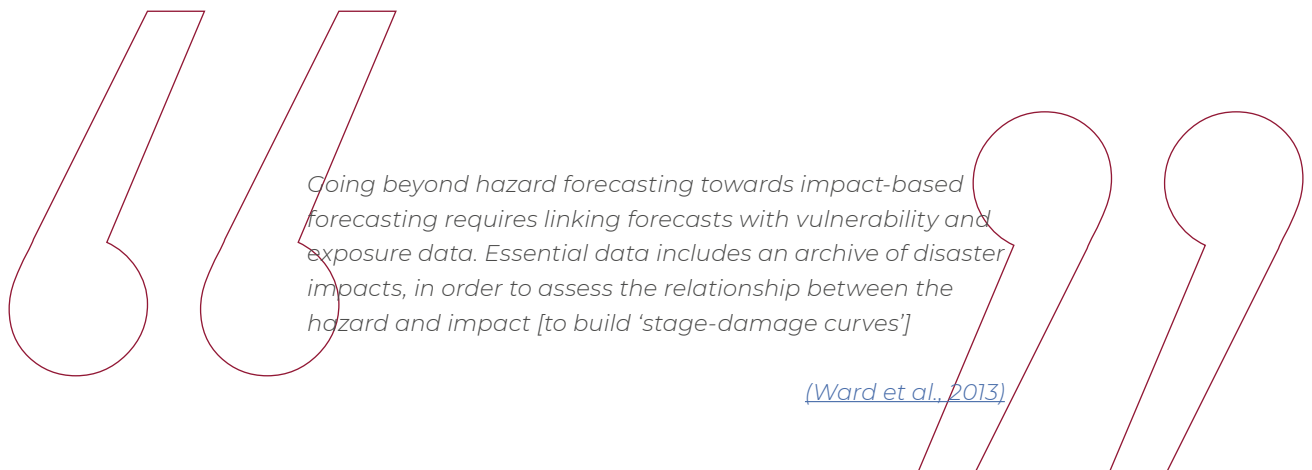 Going beyond hazard forecasting towards impact-based
forecasting requires linking forecasts with vulnerability and
exposure data. Essential data includes an archive of disaster
impacts, in order to assess the relationship between the
hazard and impact [to build ‘stage-damage curves’]
(Ward et al., 2013)